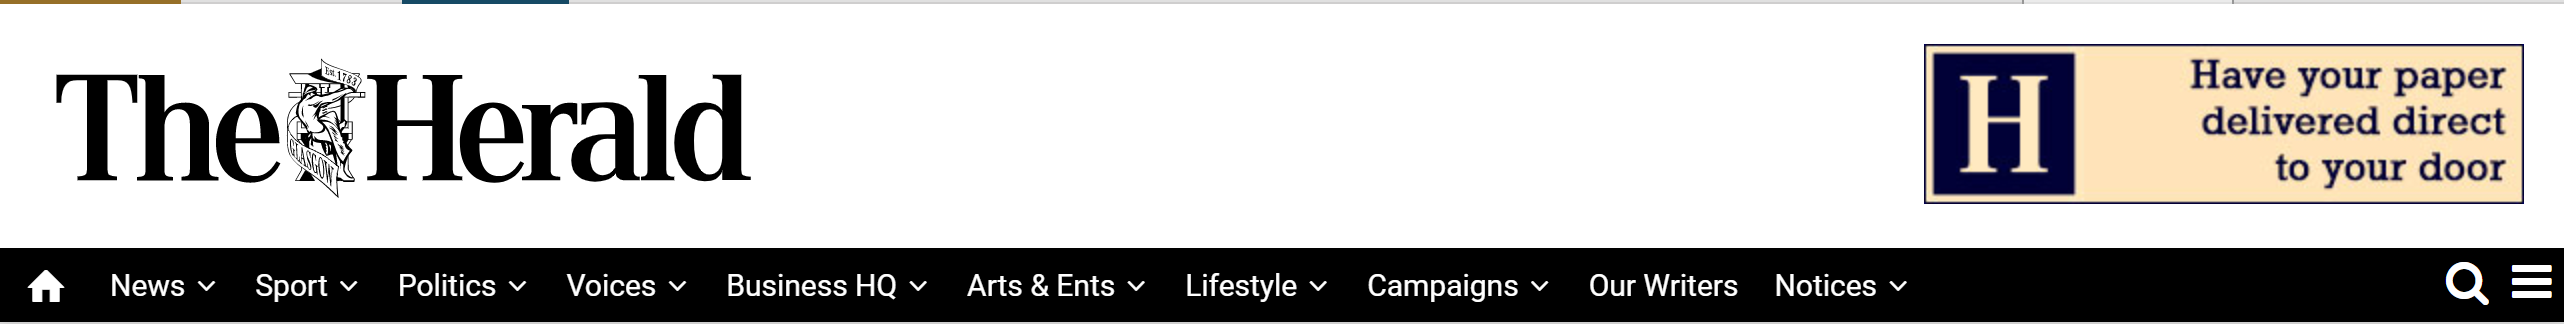 The Herald
Est. 1783
GLASGOW
H
Have your paper
delivered direct
to your door
News Sport Politics Voices Business HQ Arts & Ents Lifestyle Campaigns Our Writers Notices